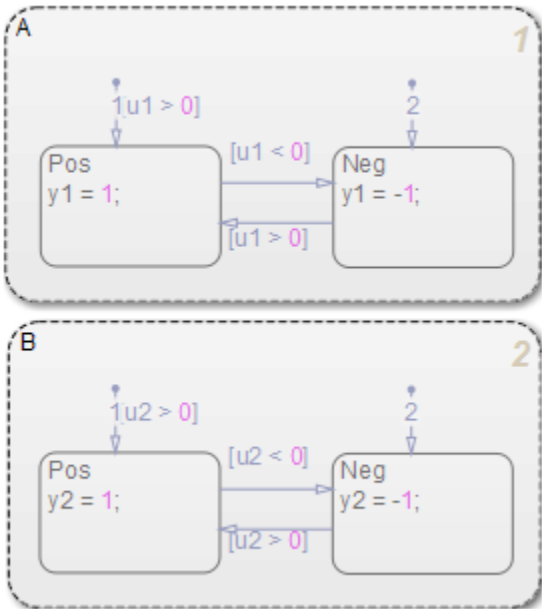 A
1
1[u1 > 0]
2
[u1 < 0]
Pos
y1 = 1;
Neg
y1 = -1;
[u1 > 0]
B
2
1[u2 > 0]
2
[u2 < 0]
Pos
y2 = 1;
Neg
y2 = -1;
[u2 > 0]